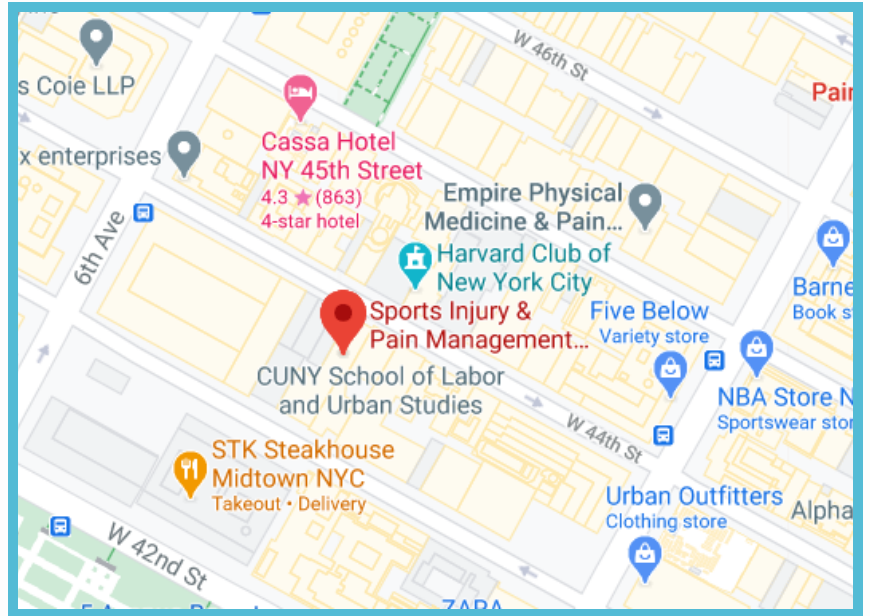 W 46th St
s Coie LLP
Pair
Cassa Hotel
NY 45th Street
4.3 ★ (863)
4-star hotel
x enterprises
Empire Physical
Medicine & Pain...
6th Ave
Harvard Club of
New York City
Barne
Book s
Sports Injury &
Pain Management...
Five Below
Variety store
CUNY School of Labor
and Urban Studies
NBA Store N
Sportswear stor
W 44th St
STK Steakhouse
Midtown NYC
Takeout • Delivery
Urban Outfitters
Clothing store
Alpha
W 42nd St
ZARA